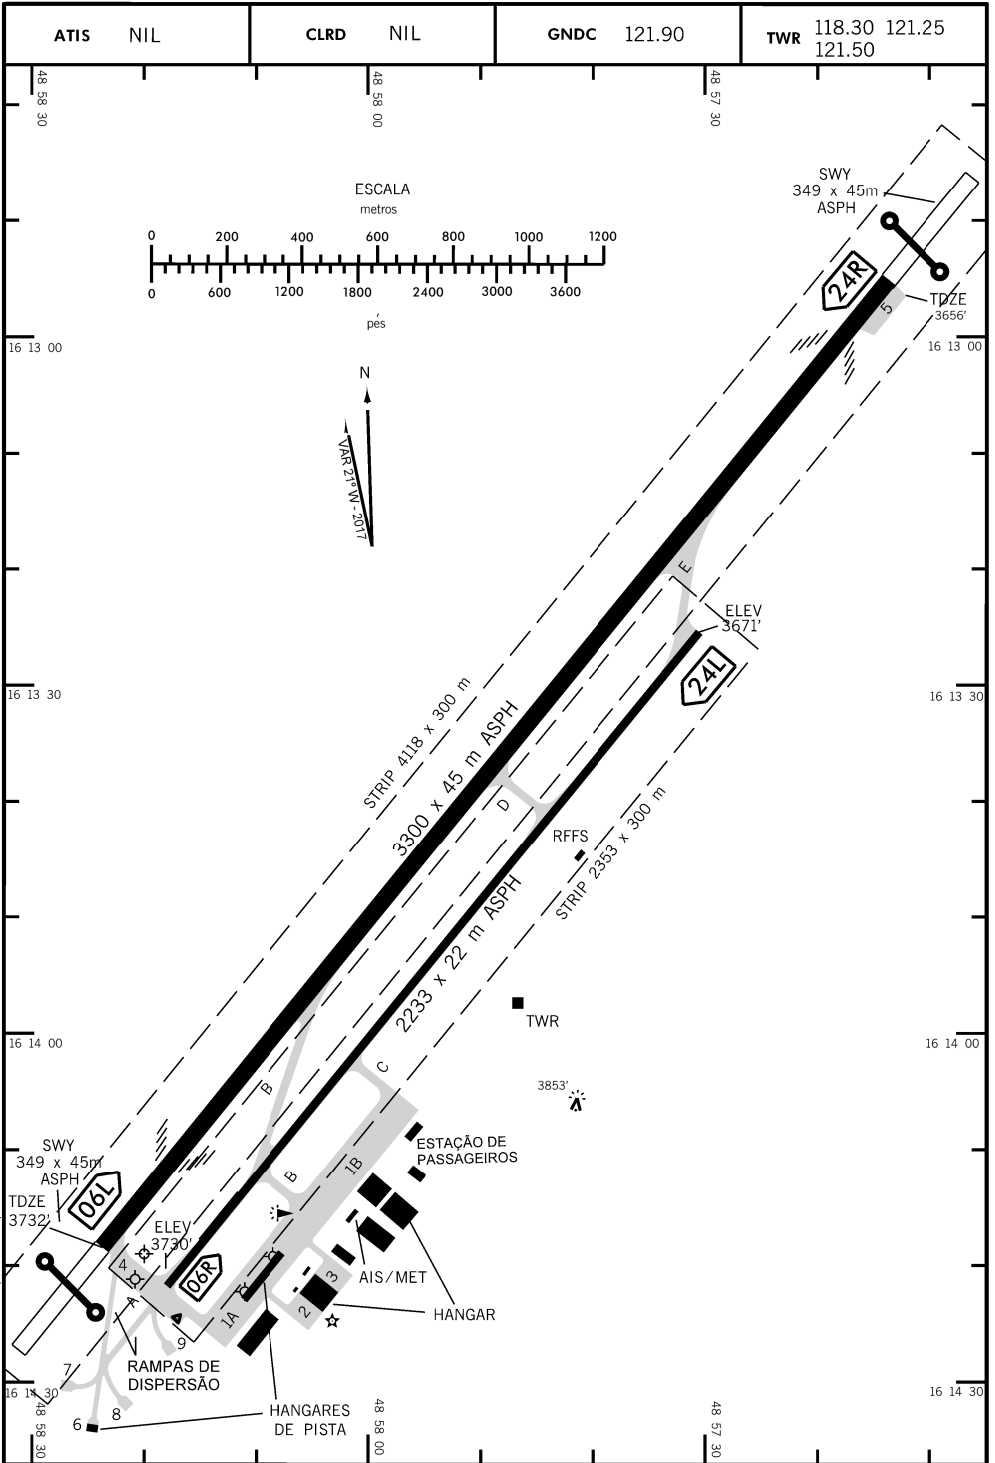 ATIS NIL
CLRD NIL
GNDC 121.90
TWR 118.30 121.25
121.50
48 58 30
48 58 00
48 57 30
SWY
349 x 45m
ASPH
ESCALA
metros
0 200 400 600 800 1000 1200
0 600 1200 1800 2400 3000 3600
pés
24R
TDZE
3656'
5
16 13 00
16 13 00
N
VAR 21° W - 2017
E
ELEV
3671'
24L
16 13 30
16 13 30
STRIP 4118 x 300 m
3300 x 45 m ASPH
D
RFFS
STRIP 2353 x 300 m
2233 x 22 m ASPH
TWR
16 14 00
16 14 00
C
B
3853'
SWY
349 x 45m
ASPH
ESTAÇÃO DE
PASSAGEIROS
1B
B
06L
TDZE
3732'
ELEV
3730'
4
06R
A
AIS/MET
3
2
HANGAR
1A
9
RAMPAS DE
DISPERSÃO
7
16 14 30
16 14 30
8
6
HANGARES
DE PISTA
48 58 30
48 58 00
48 57 30